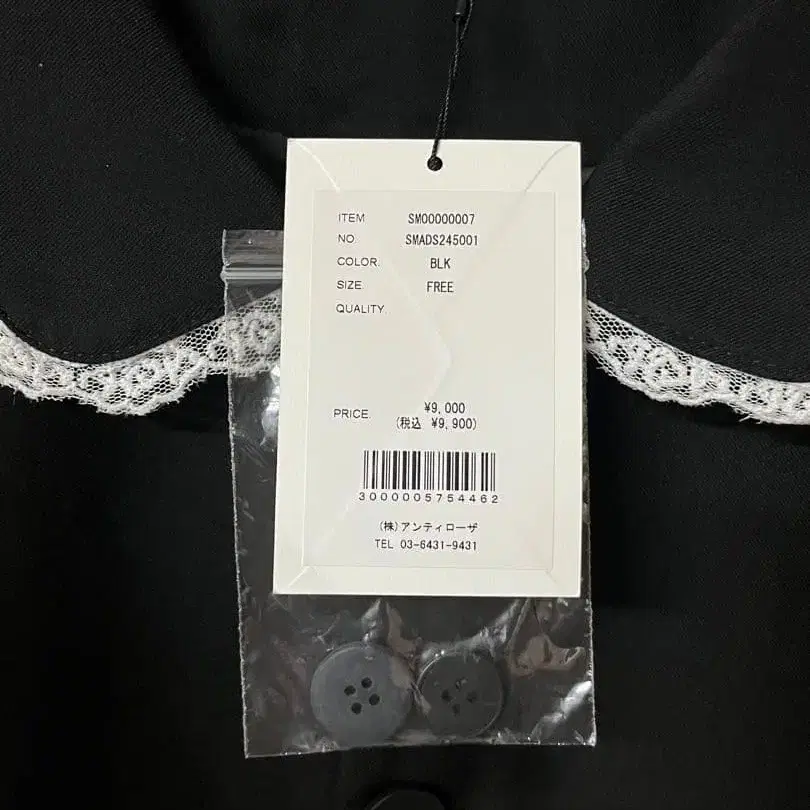 ITEM SM00000007
NO. SMADS245001
COLOR. BLK
SIZE. FREE
QUALITY.
PRICE. ¥9,000
(税込 ¥9,900)
3000005754462
(株)アンティローザ
TEL 03-6431-9431